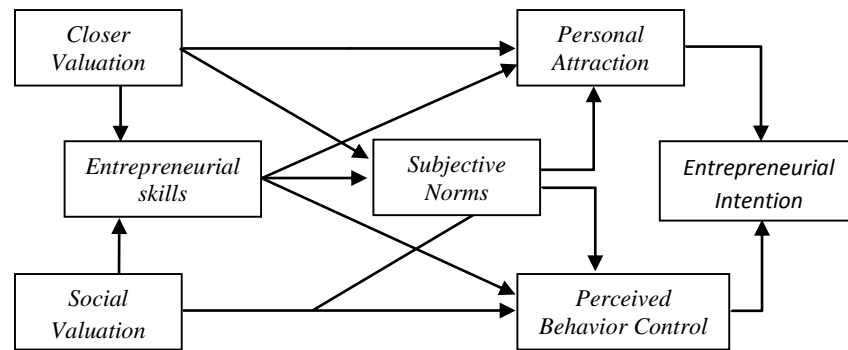 Closer
Valuation
Personal
Attraction
Entrepreneurial
skills
Subjective
Norms
Entrepreneurial
Intention
Social
Valuation
Perceived
Behavior Control